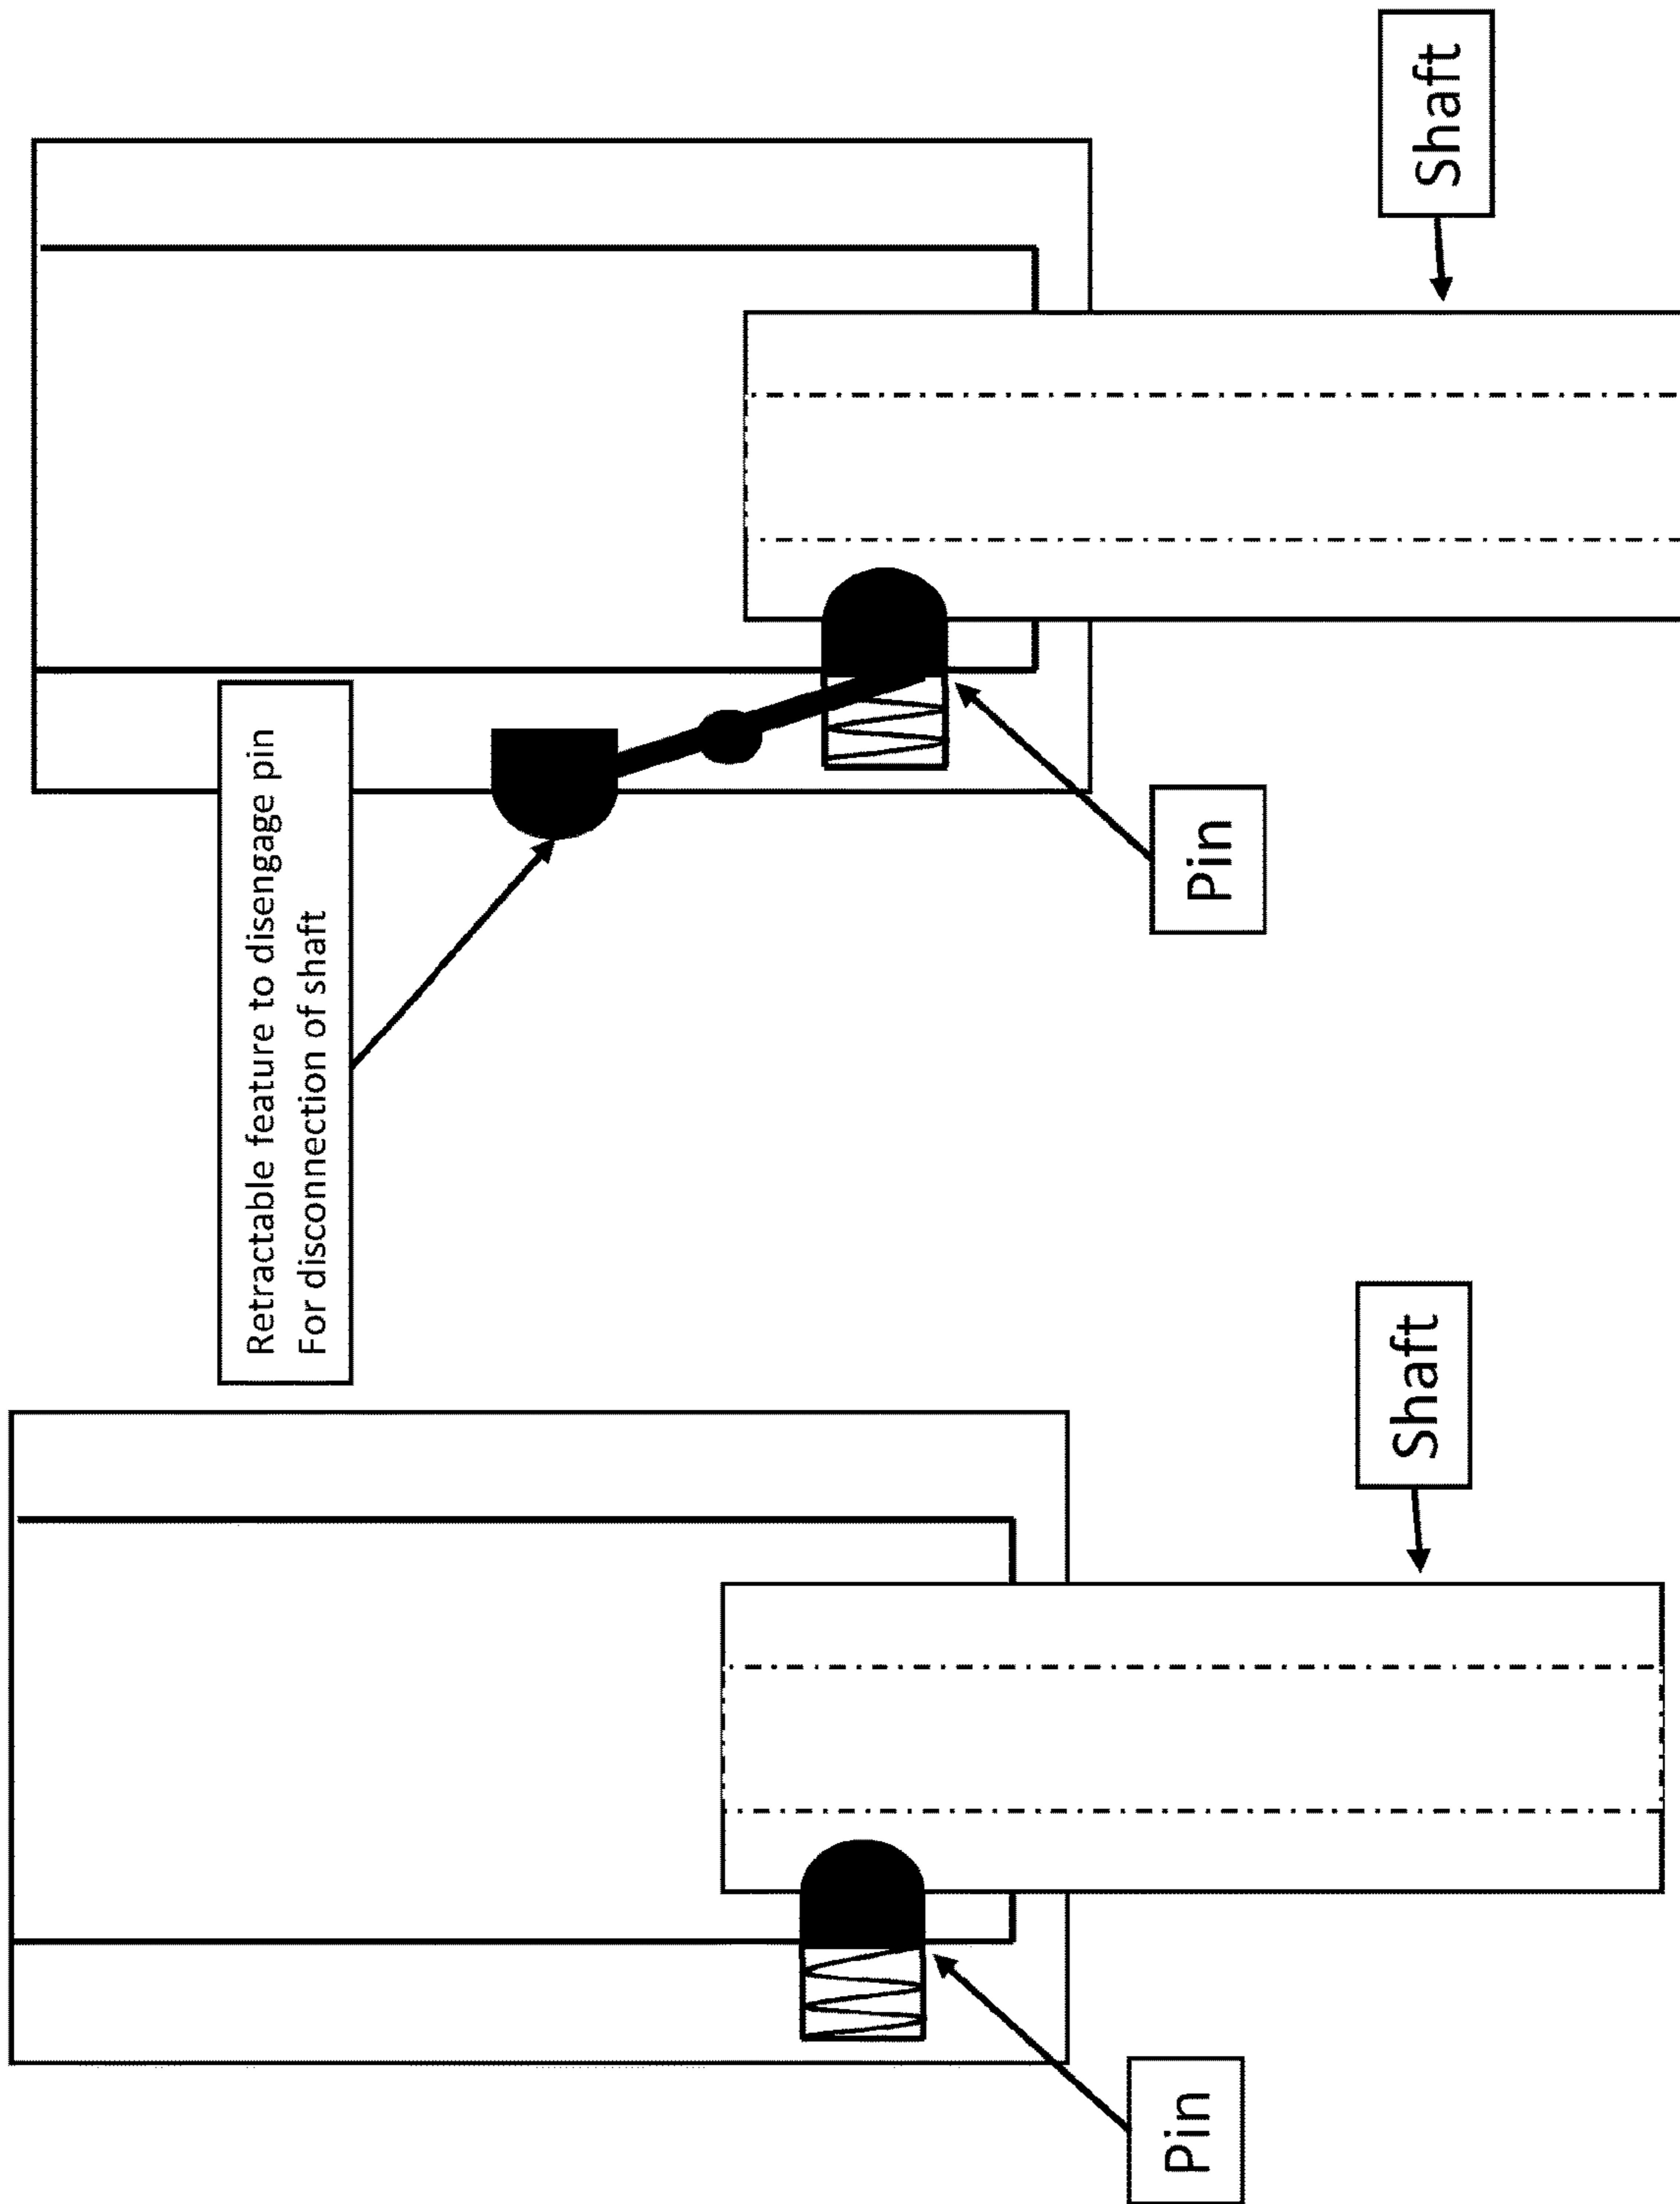 Retractable feature to disengage pin
For disconnection of shaft
Pin
Pin
Shaft
Shaft